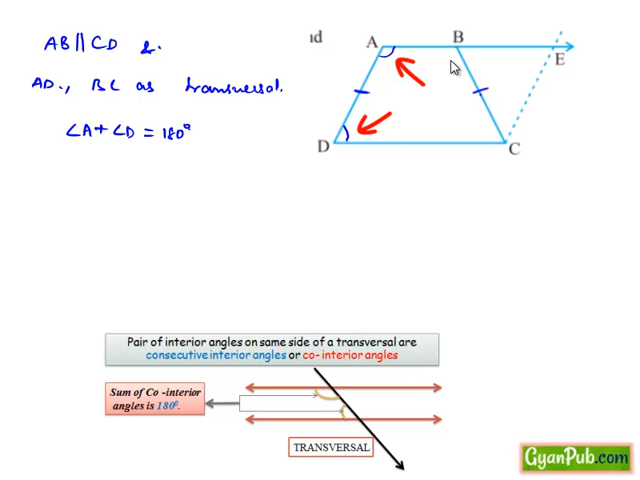 AB || CD &.
AD., BC as transversal.
∠A + ∠D = 180°
A
B
E
D
C
Pair of interior angles on same side of a transversal are
consecutive interior angles or co- interior angles
Sum of Co -interior
angles is 180⁰.
TRANSVERSAL
GyanPub.com